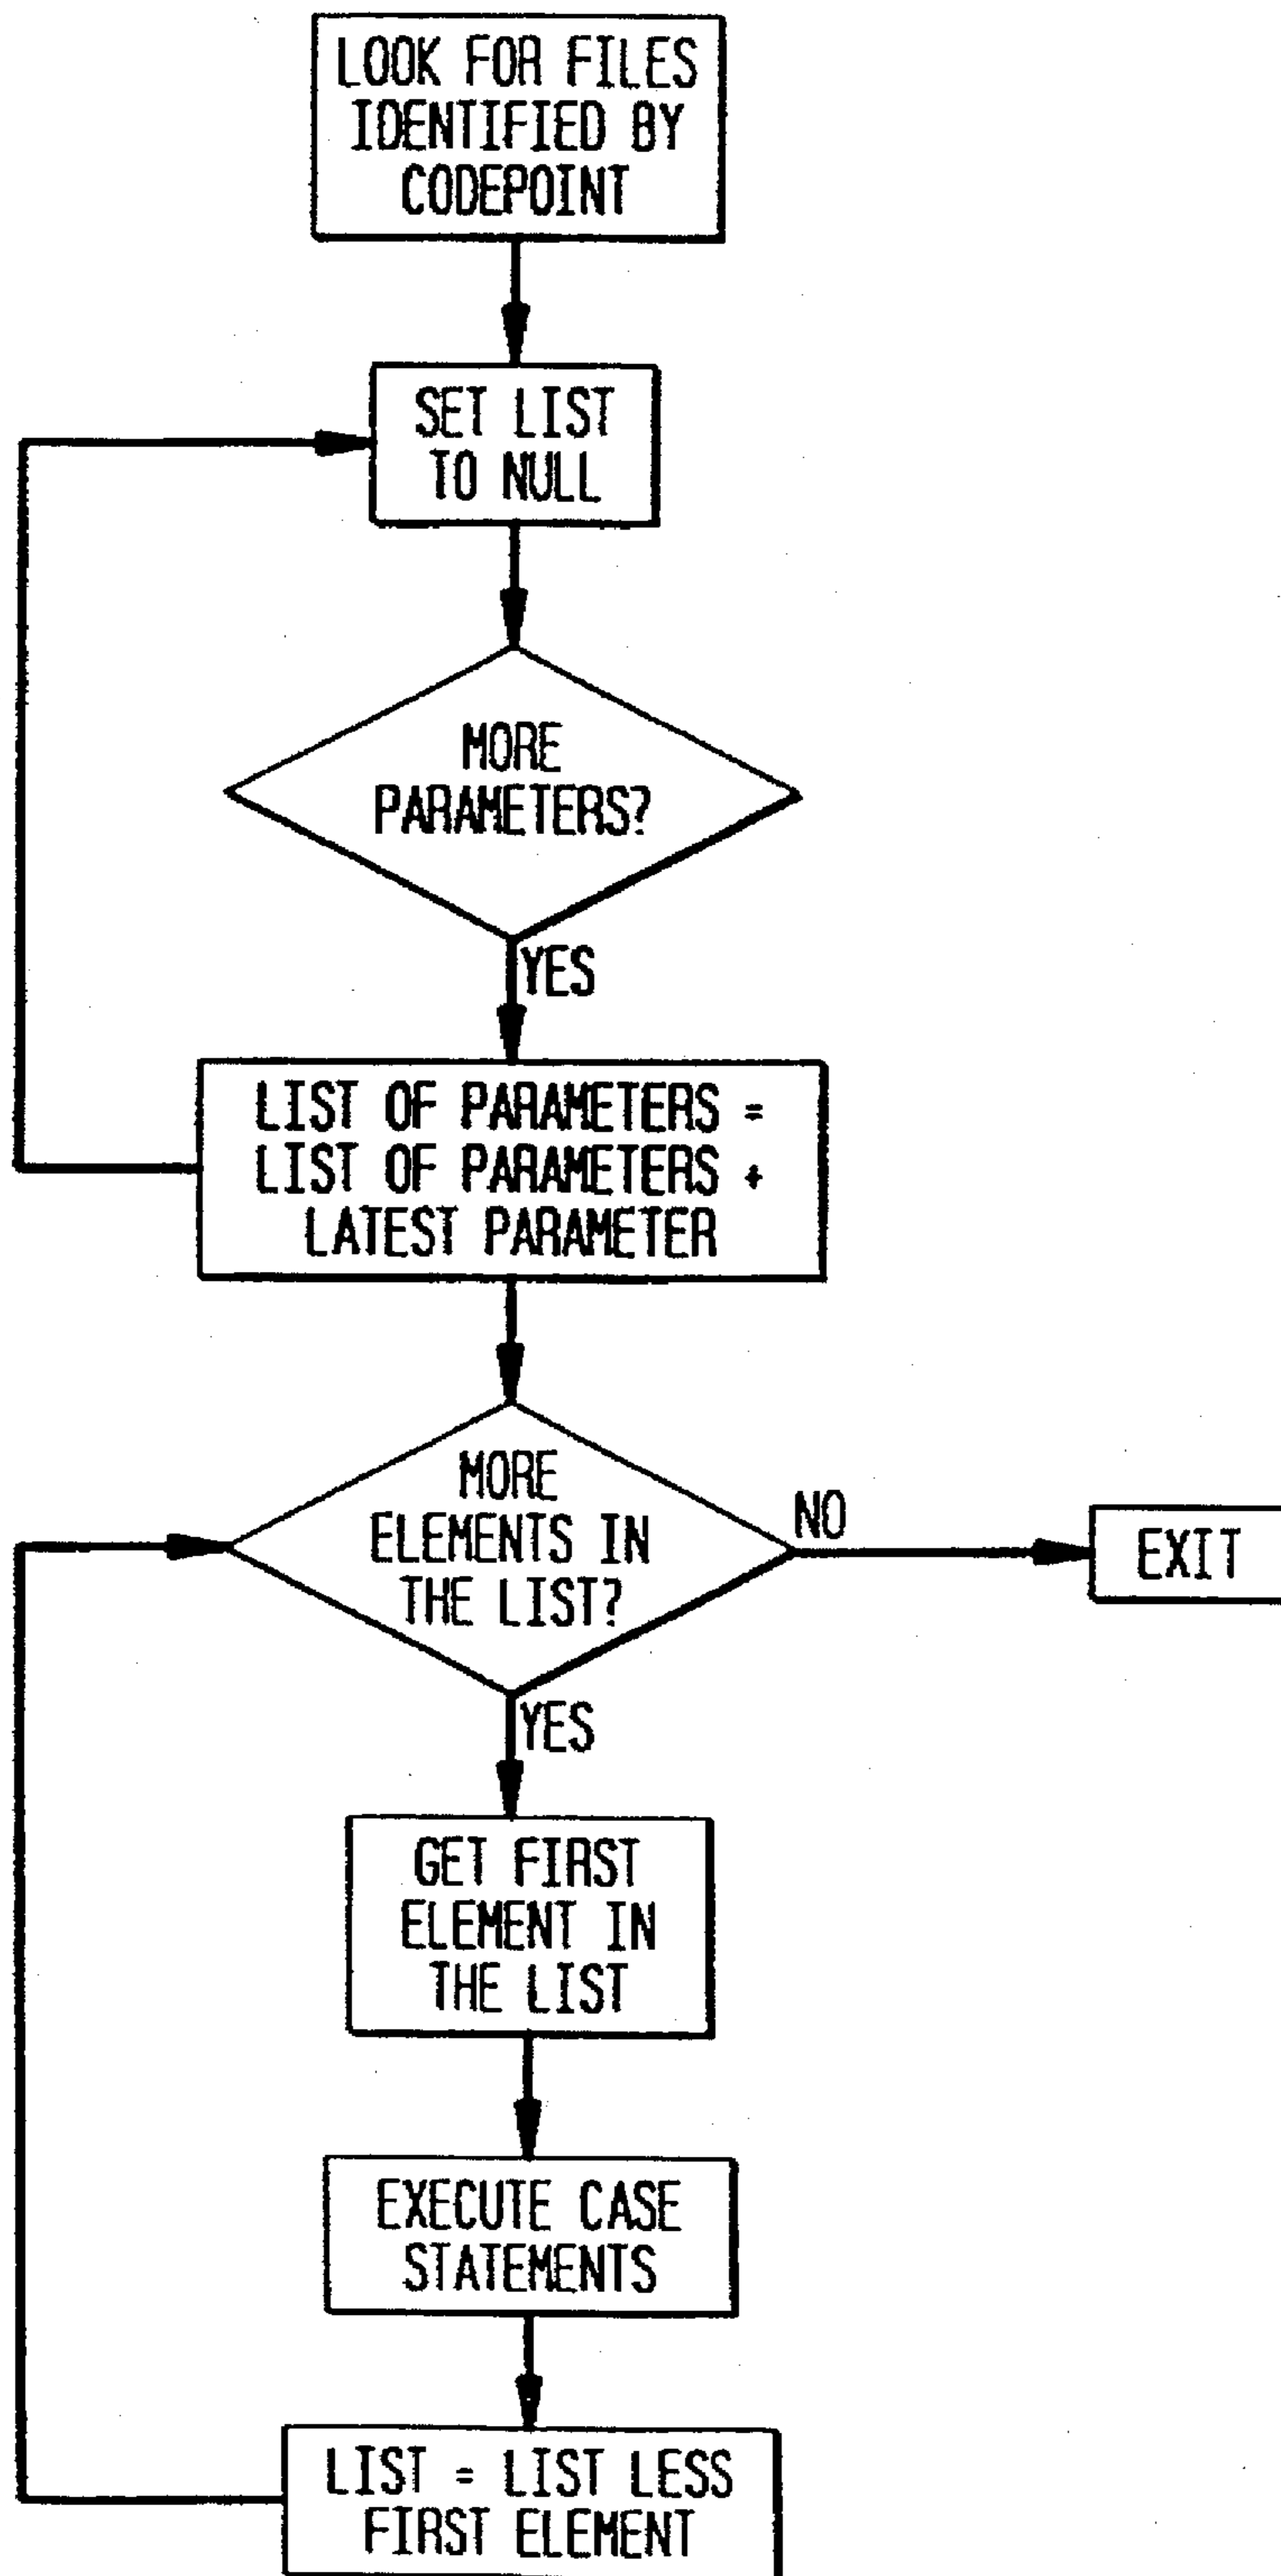 LOOK FOR FILES
IDENTIFIED BY
CODEPOINT
SET LIST
TO NULL
MORE
PARAMETERS?
YES
LIST OF PARAMETERS =
LIST OF PARAMETERS +
LATEST PARAMETER
MORE
ELEMENTS IN
THE LIST?
NO
EXIT
YES
GET FIRST
ELEMENT IN
THE LIST
EXECUTE CASE
STATEMENTS
LIST = LIST LESS
FIRST ELEMENT